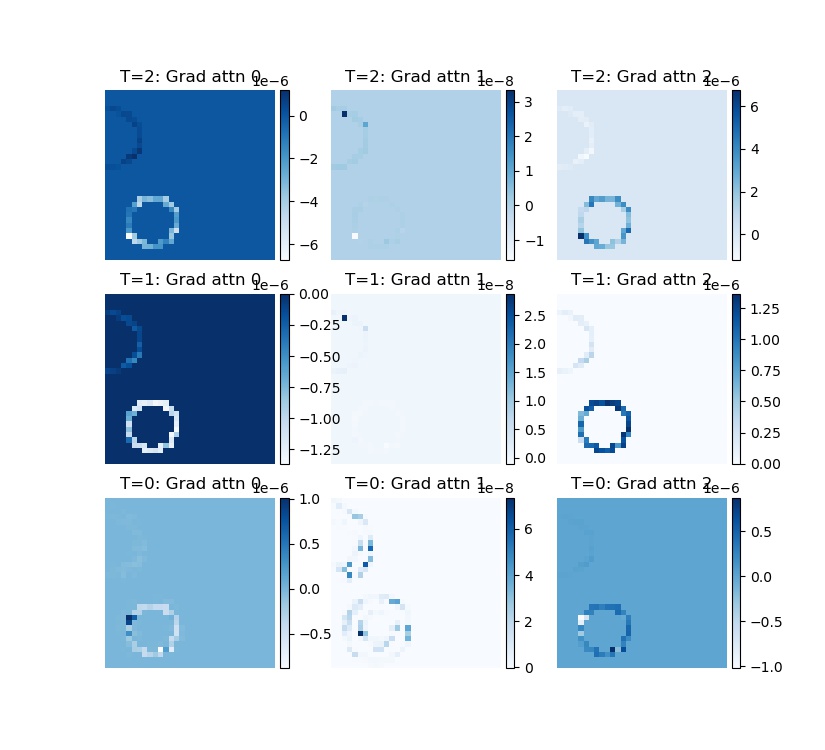 T=2: Grad attn 0
1e−6
0
−2
−4
−6
T=2: Grad attn 1
1e−8
3
2
1
0
−1
T=2: Grad attn 2
1e−6
6
4
2
0
T=1: Grad attn 0
1e−6
0.00
−0.25
−0.50
−0.75
−1.00
−1.25
T=1: Grad attn 1
1e−8
2.5
2.0
1.5
1.0
0.5
0.0
T=1: Grad attn 2
1e−6
1.25
1.00
0.75
0.50
0.25
0.00
T=0: Grad attn 0
1e−6
1.0
0.5
0.0
−0.5
T=0: Grad attn 1
1e−8
6
4
2
0
T=0: Grad attn 2
1e−6
0.5
0.0
−0.5
−1.0